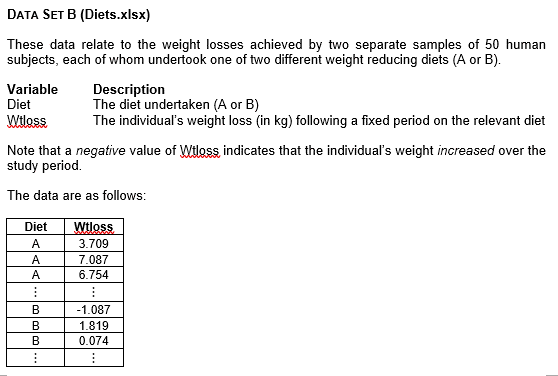 DATA SET B (Diets.xlsx)
These data relate to the weight losses achieved by two separate samples of 50 human
subjects, each of whom undertook one of two different weight reducing diets (A or B).
Variable Description
Diet The diet undertaken (A or B)
Wtloss The individual's weight loss (in kg) following a fixed period on the relevant diet
Note that a negative value of Wtloss indicates that the individual's weight increased over the
study period.
The data are as follows:
Diet Wtloss
A 3.709
A 7.087
A 6.754
⋮ ⋮
B -1.087
B 1.819
B 0.074
⋮ ⋮